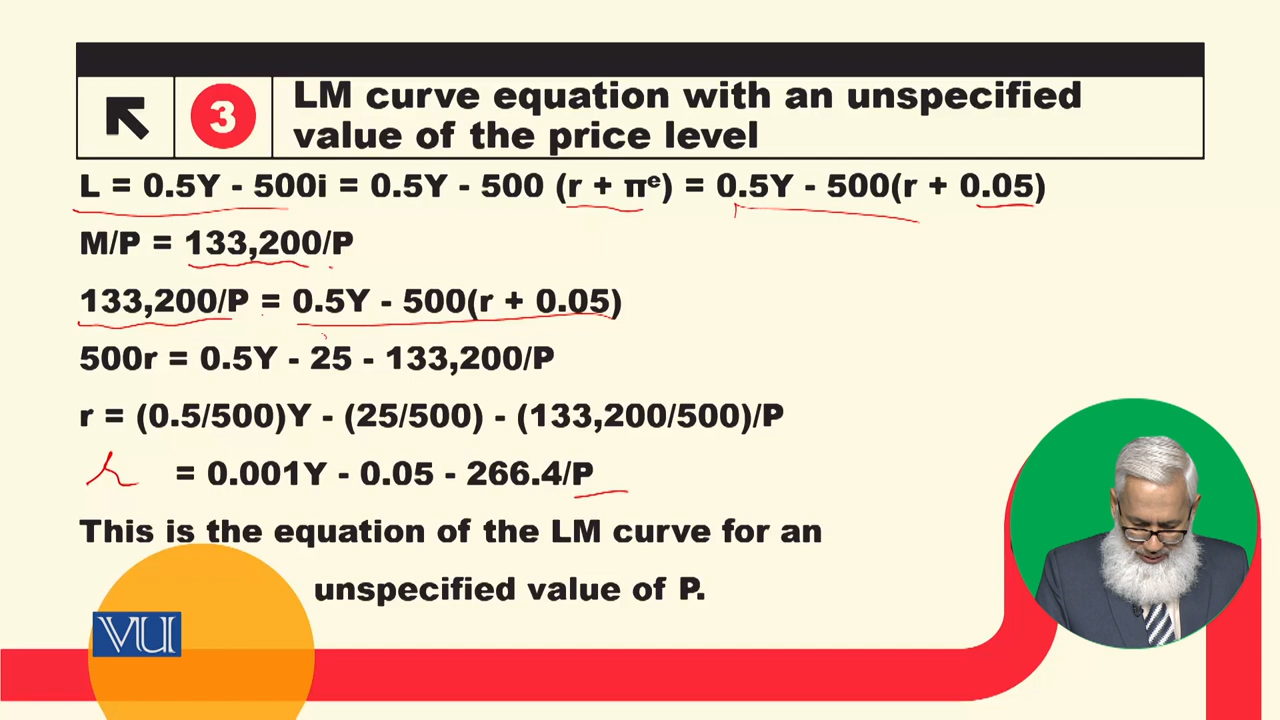 3
LM curve equation with an unspecified
value of the price level
L = 0.5Y - 500i = 0.5Y - 500 (r + πᵉ) = 0.5Y - 500(r + 0.05)
M/P = 133,200/P
133,200/P = 0.5Y - 500(r + 0.05)
500r = 0.5Y - 25 - 133,200/P
r = (0.5/500)Y - (25/500) - (133,200/500)/P
r = 0.001Y - 0.05 - 266.4/P
This is the equation of the LM curve for an
unspecified value of P.
VU